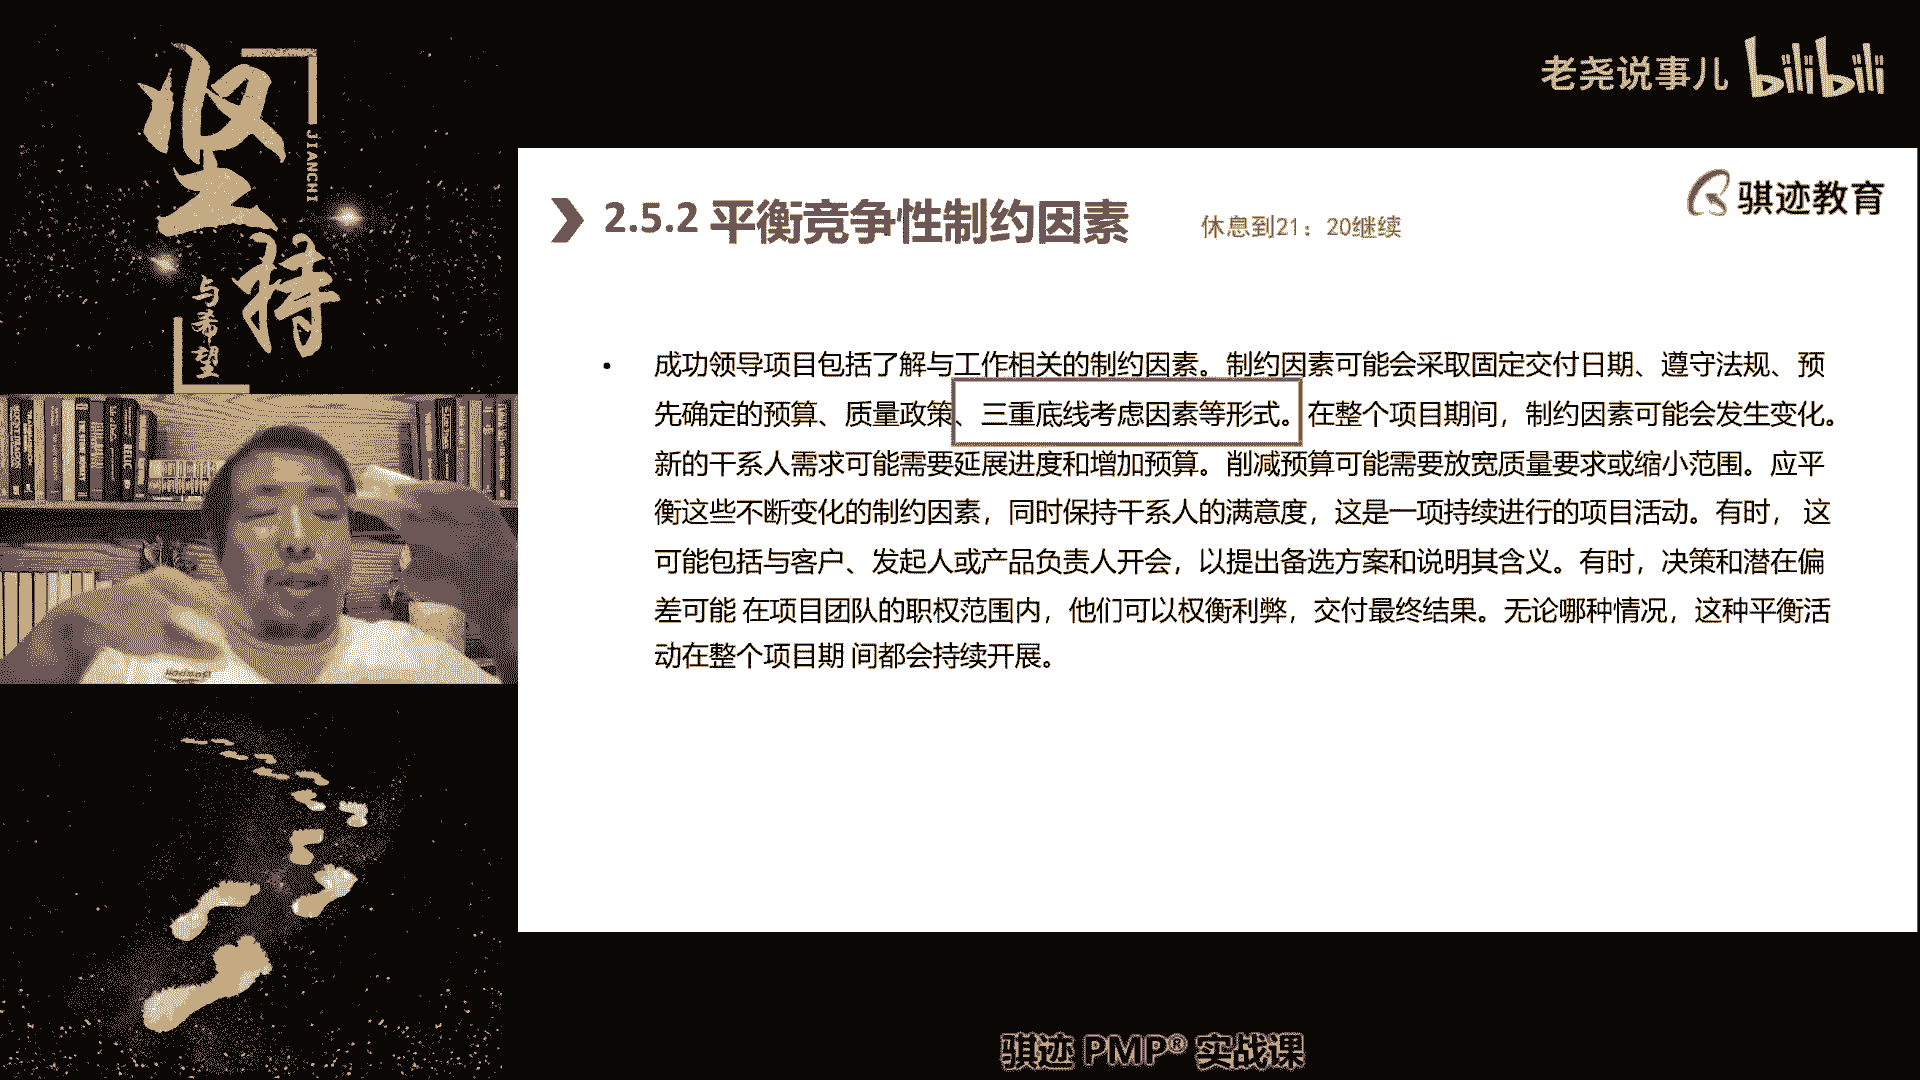 坚持
JIANCHI
与希望
老尧说事儿 bilibili
骐迹教育
2.5.2 平衡竞争性制约因素
休息到21：20继续
• 成功领导项目包括了解与工作相关的制约因素。制约因素可能会采取固定交付日期、遵守法规、预
先确定的预算、质量政策、三重底线考虑因素等形式。在整个项目期间，制约因素可能会发生变化。
新的干系人需求可能需要延展进度和增加预算。削减预算可能需要放宽质量要求或缩小范围。应平
衡这些不断变化的制约因素，同时保持干系人的满意度，这是一项持续进行的项目活动。有时， 这
可能包括与客户、发起人或产品负责人开会，以提出备选方案和说明其含义。有时，决策和潜在偏
差可能 在项目团队的职权范围内，他们可以权衡利弊，交付最终结果。无论哪种情况，这种平衡活
动在整个项目期 间都会持续开展。
骐迹 PMP® 实战课